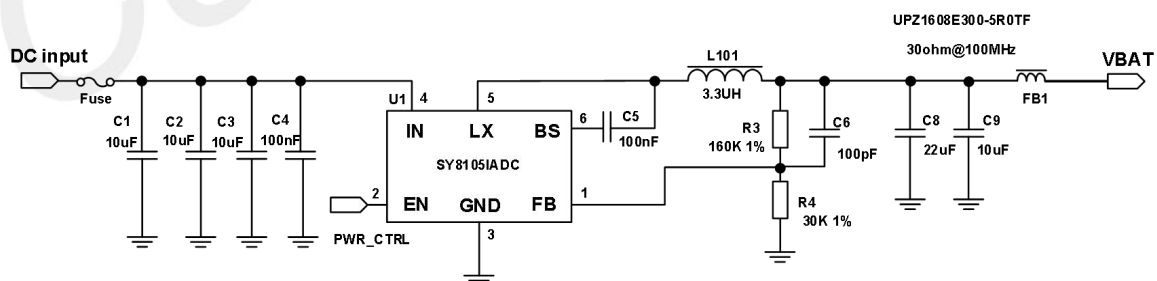 UPZ1608E300-5R0TF
DC input
L101
30ohm@100MHz
VBAT
Fuse
U1
4
5
3.3UH
FB1
C1
10uF
C2
10uF
C3
10uF
C4
100nF
IN
LX
BS
6
C5
100nF
R3
160K 1%
C6
100pF
C8
22uF
C9
10uF
SY8105IADC
2
EN
GND
FB
1
R4
30K 1%
PWR_CTRL
3